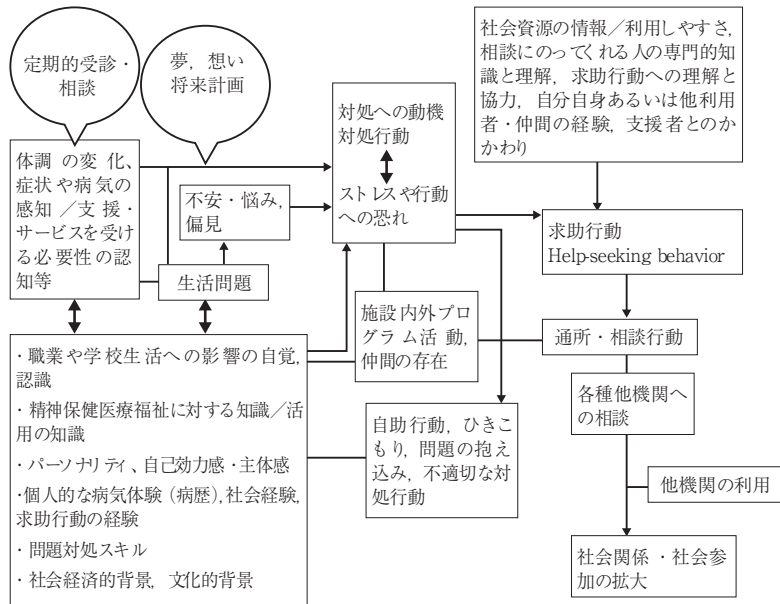 定期的受診・
相談
夢，想い
将来計画
社会資源の情報／利用しやすさ，
相談にのってくれる人の専門的知
識と理解，求助行動への理解と
協力，自分自身あるいは他利用
者・仲間の経験，支援者とのか
かわり
対処への動機
対処行動
ストレスや行動
への恐れ
体調の変化、
症状や病気の
感知／支援・
サービスを受け
る必要性の認
知等
不安・悩み，
偏見
生活問題
求助行動
Help-seeking behavior
施設内外プロ
グラム活動，
仲間の存在
通所・相談行動
・職業や学校生活への影響の自覚，
認識
・精神保健医療福祉に対する知識／活
用の知識
・パーソナリティ、自己効力感・主体感
・個人的な病気体験（病歴），社会経験，
求助行動の経験
・問題対処スキル
・社会経済的背景，文化的背景
自助行動，ひきこ
もり，問題の抱え
込み，不適切な対
処行動
各種他機関へ
の相談
他機関の利用
社会関係・社会参
加の拡大